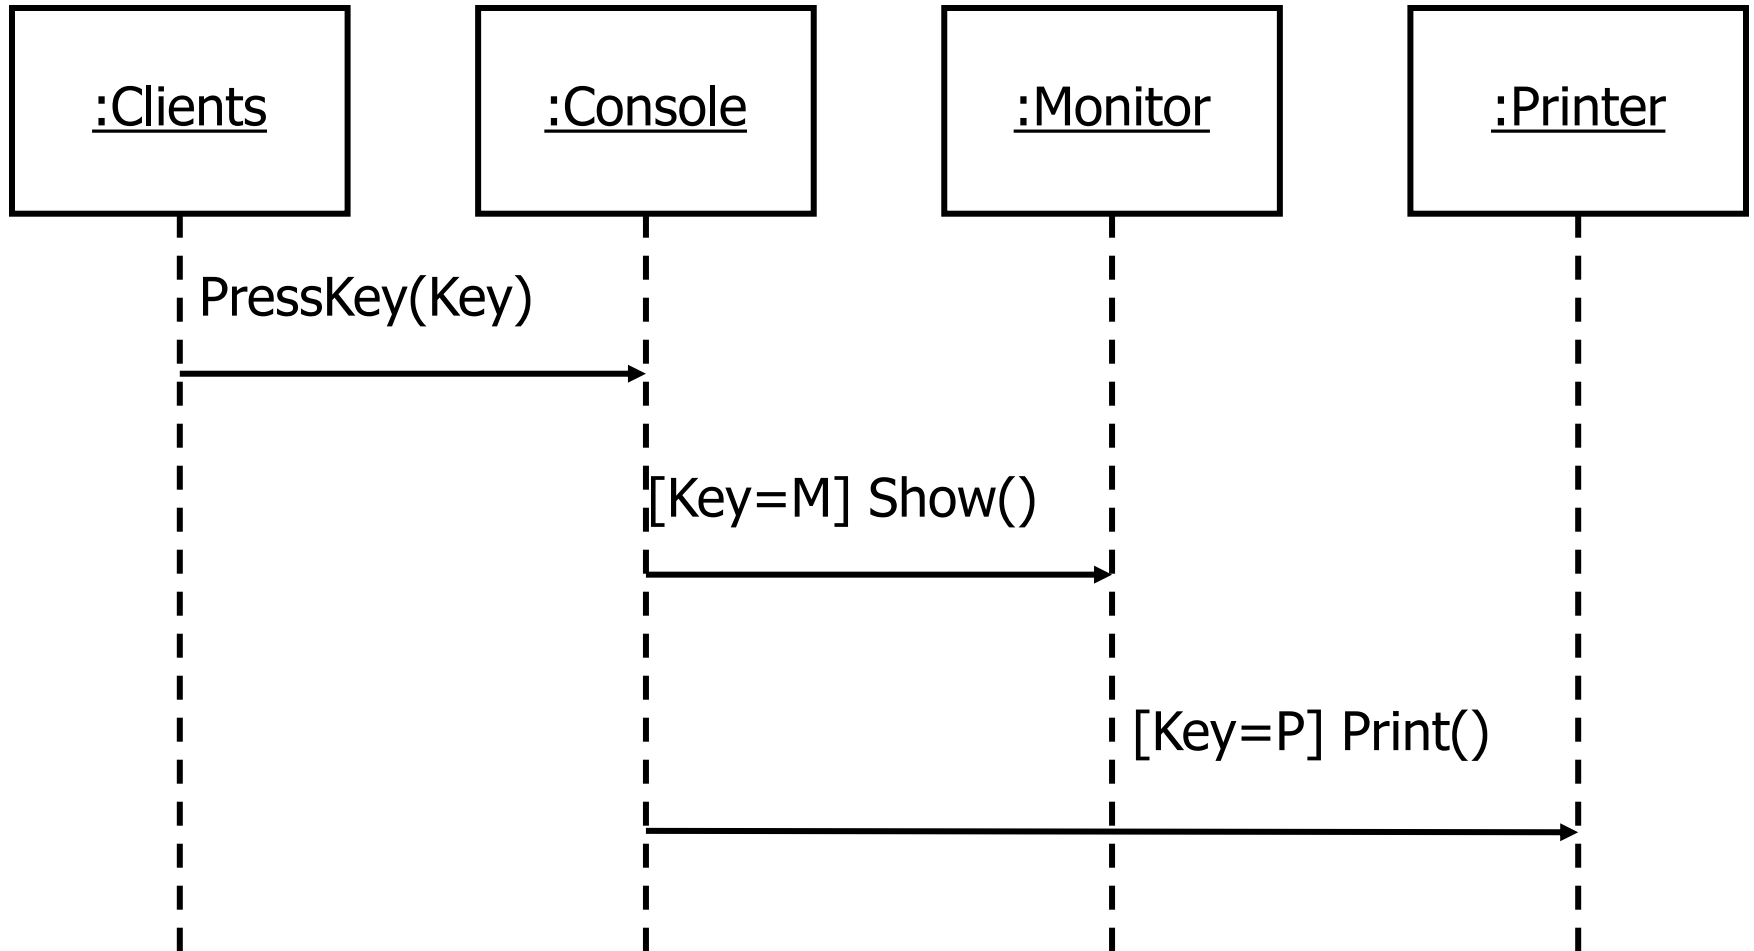 :Clients
:Console
:Monitor
:Printer
PressKey(Key)
[Key=M] Show()
[Key=P] Print()